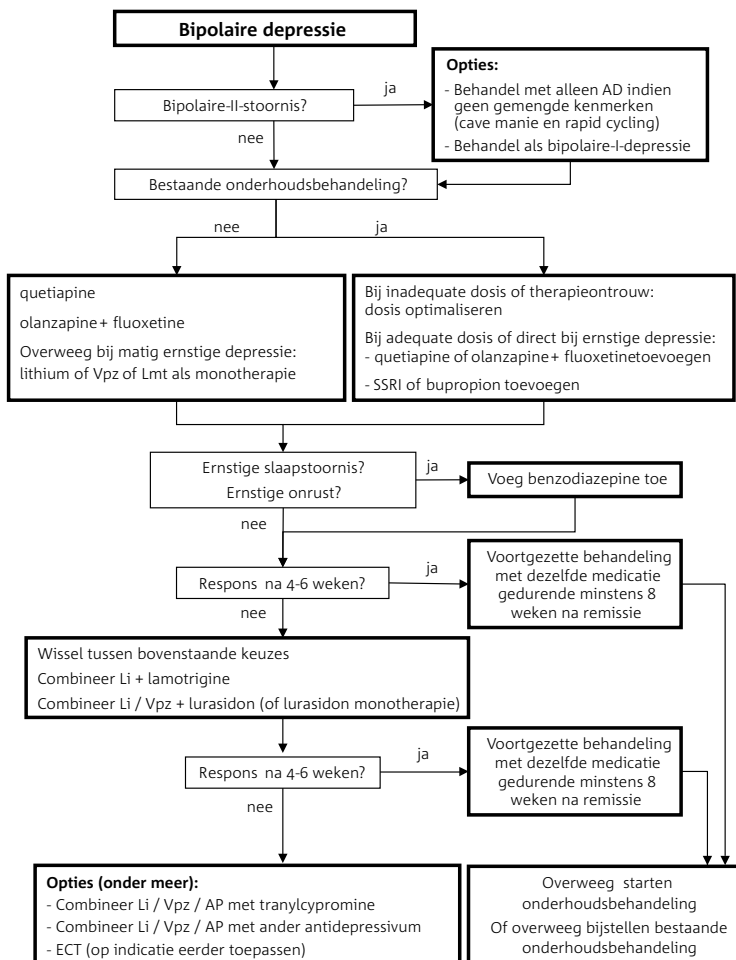 Bipolaire depressie
Bipolaire-II-stoornis?
ja
nee
Opties:
- Behandel met alleen AD indien
geen gemengde kenmerken
(cave manie en rapid cycling)
- Behandel als bipolaire-I-depressie
Bestaande onderhoudsbehandeling?
nee
ja
quetiapine
olanzapine + fluoxetine
Overweeg bij matig ernstige depressie:
lithium of Vpz of Lmt als monotherapie
Bij inadequate dosis of therapieontrouw:
dosis optimaliseren
Bij adequate dosis of direct bij ernstige depressie:
- quetiapine of olanzapine + fluoxetinetoevoegen
- SSRI of bupropion toevoegen
Ernstige slaapstoornis?
Ernstige onrust?
ja
nee
Voeg benzodiazepine toe
Respons na 4-6 weken?
ja
nee
Voortgezette behandeling
met dezelfde medicatie
gedurende minstens 8
weken na remissie
Wissel tussen bovenstaande keuzes
Combineer Li + lamotrigine
Combineer Li / Vpz + lurasidon (of lurasidon monotherapie)
Respons na 4-6 weken?
ja
nee
Voortgezette behandeling
met dezelfde medicatie
gedurende minstens 8
weken na remissie
Opties (onder meer):
- Combineer Li / Vpz / AP met tranylcypromine
- Combineer Li / Vpz / AP met ander antidepressivum
- ECT (op indicatie eerder toepassen)
Overweeg starten
onderhoudsbehandeling
Of overweeg bijstellen bestaande
onderhoudsbehandeling